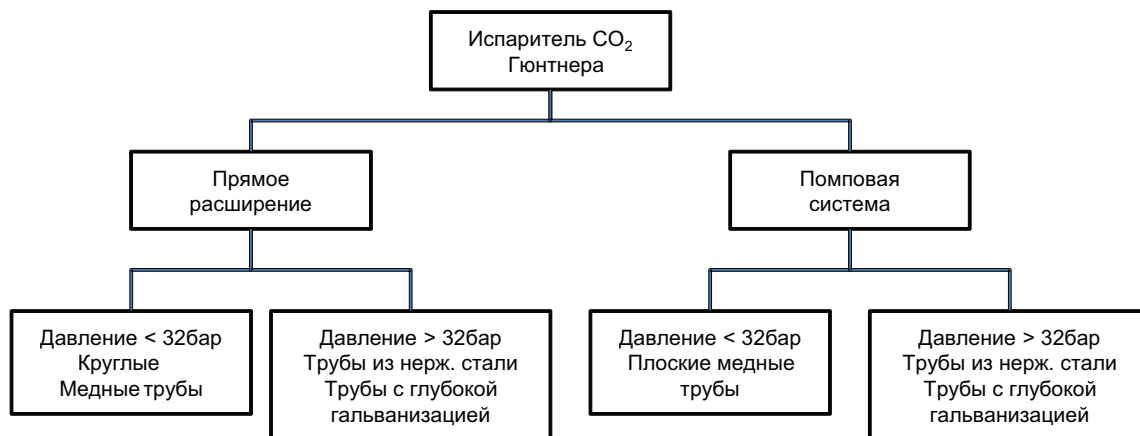 Испаритель CO₂
Гюнтнера
Прямое
расширение
Помповая
система
Давление < 32бар
Круглые
Медные трубы
Давление > 32бар
Трубы из нерж. стали
Трубы с глубокой
гальванизацией
Давление < 32бар
Плоские медные
трубы
Давление > 32бар
Трубы из нерж. стали
Трубы с глубокой
гальванизацией